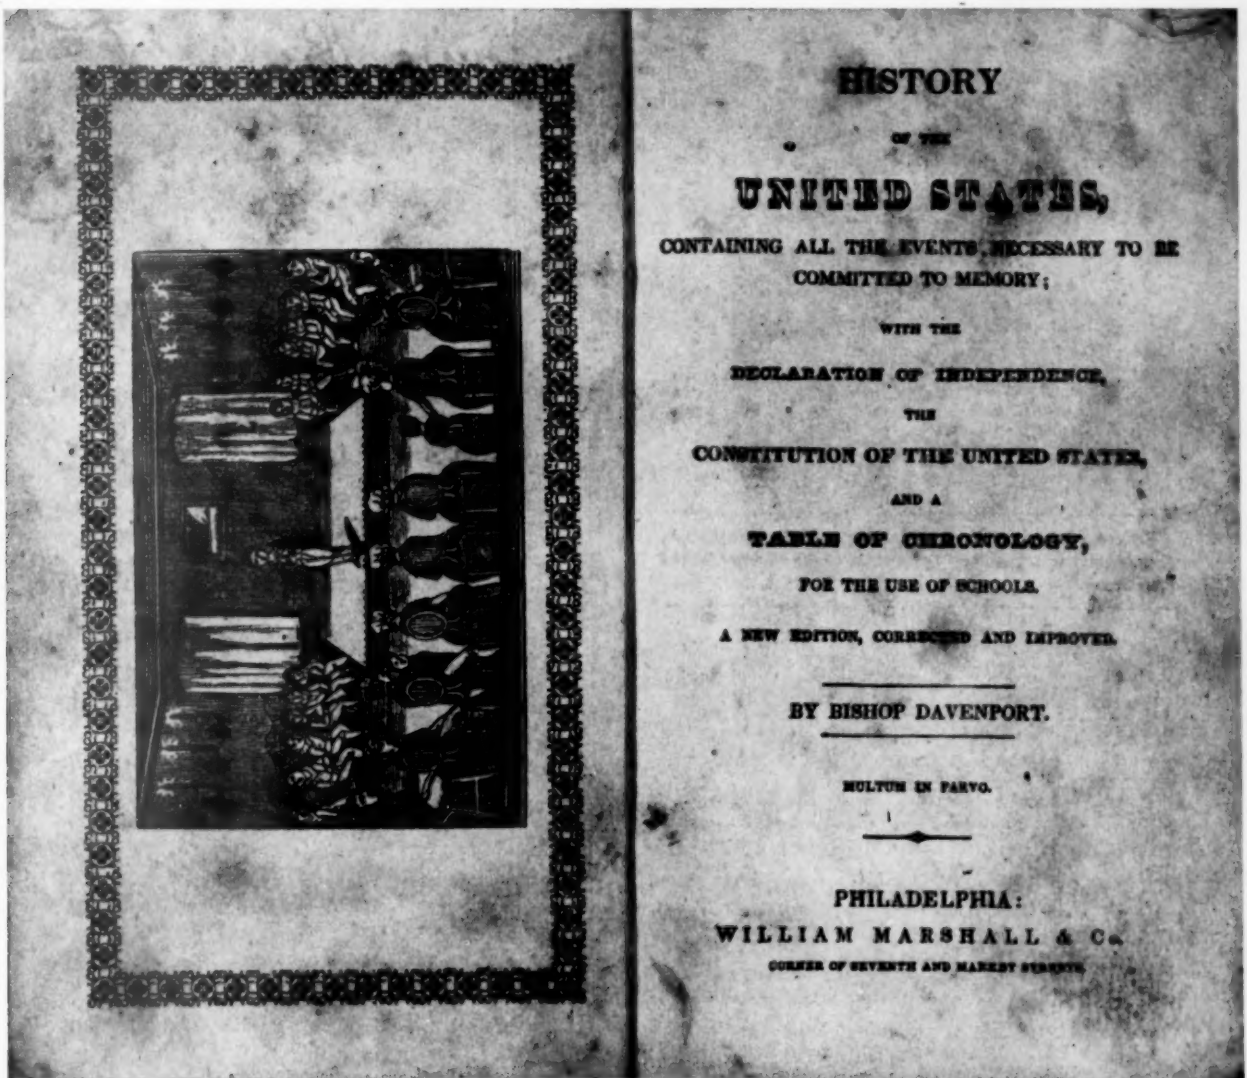 HISTORY
OF THE
UNITED STATES,
CONTAINING ALL THE EVENTS NECESSARY TO BE
COMMITTED TO MEMORY;
WITH THE
DECLARATION OF INDEPENDENCE,
THE
CONSTITUTION OF THE UNITED STATES,
AND A
TABLE OF CHRONOLOGY,
FOR THE USE OF SCHOOLS.
A NEW EDITION, CORRECTED AND IMPROVED.
BY BISHOP DAVENPORT.
MULTUM IN PARVO.
PHILADELPHIA:
WILLIAM MARSHALL & Co.
CORNER OF SEVENTH AND MARKET STREETS.